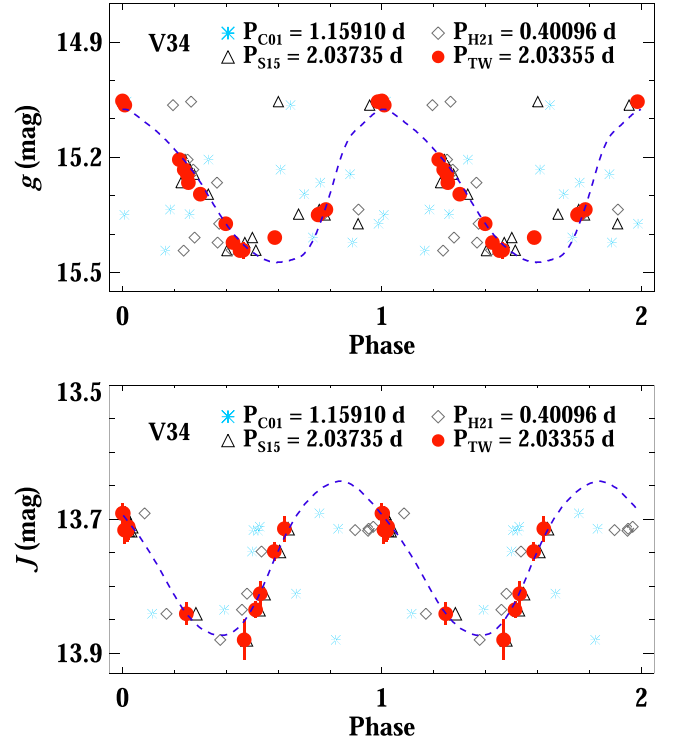 V34
P_C01 = 1.15910 d
P_H21 = 0.40096 d
P_S15 = 2.03735 d
P_TW = 2.03355 d
14.9
15.2
15.5
g (mag)
0
1
2
Phase
V34
P_C01 = 1.15910 d
P_H21 = 0.40096 d
P_S15 = 2.03735 d
P_TW = 2.03355 d
13.5
13.7
13.9
J (mag)
0
1
2
Phase